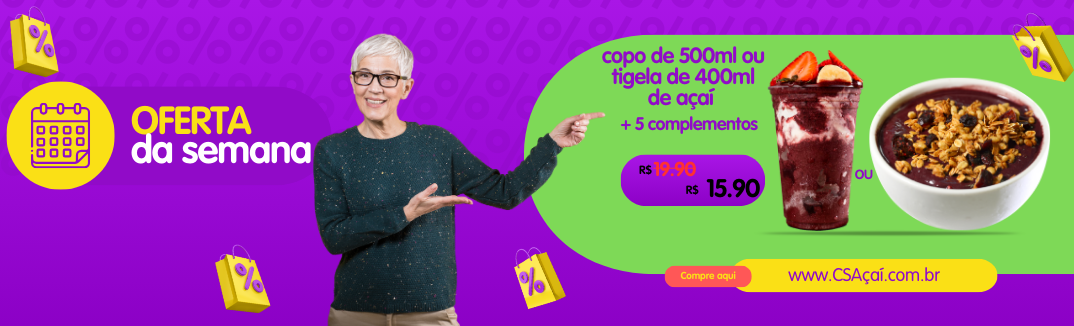 OFERTA
da semana
copo de 500ml ou
tigela de 400ml
de açaí
+ 5 complementos
R$ 19.90
R$ 15.90
OU
Compre aqui
www.CSAçaí.com.br